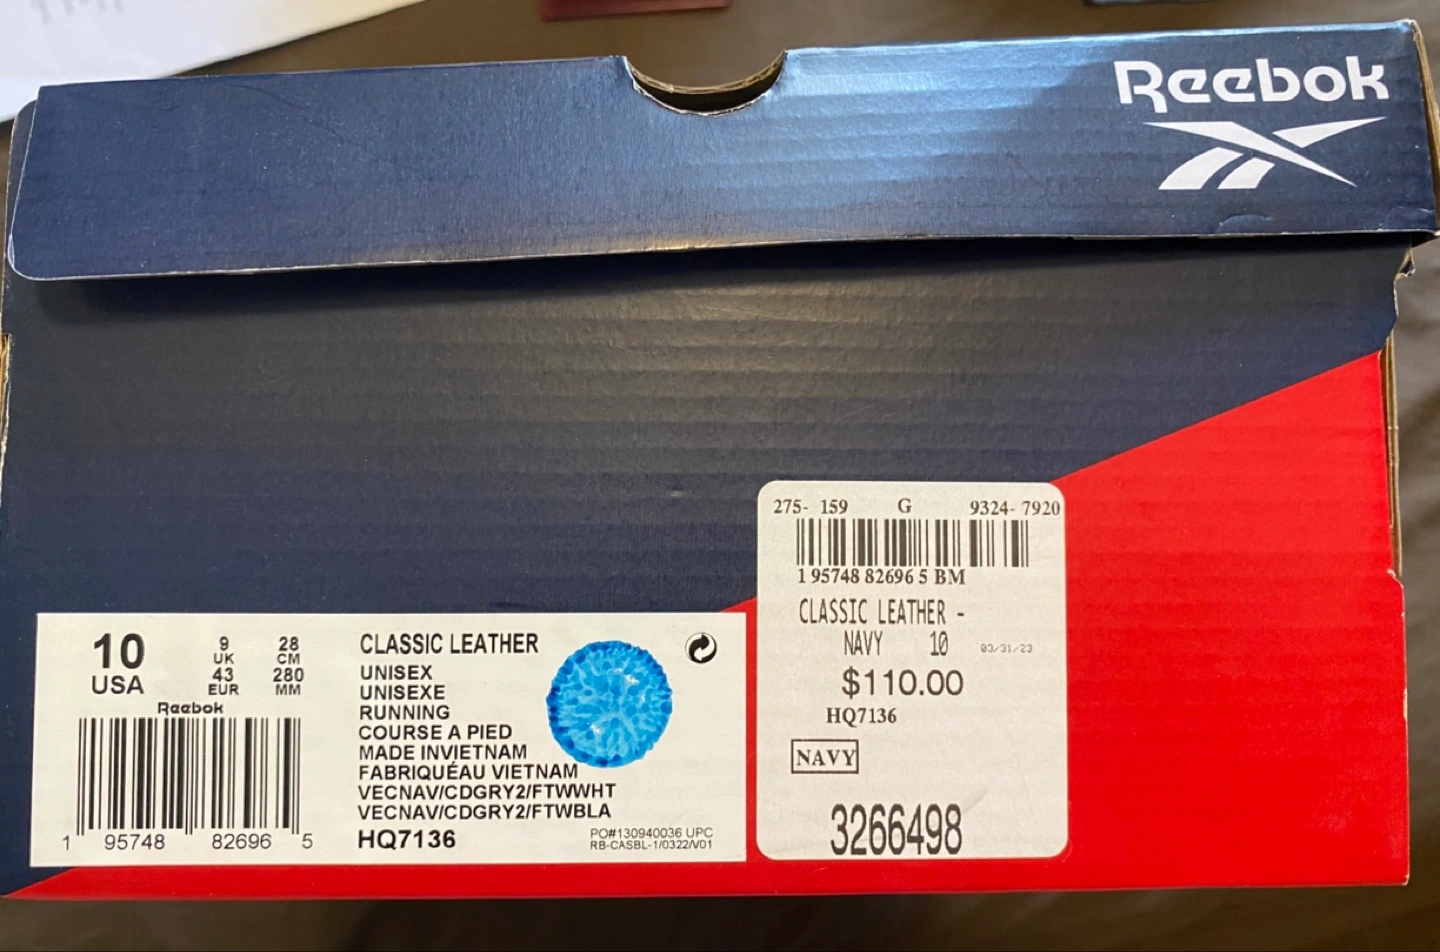 Reebok
275- 159 G 9324- 7920
1 95748 82696 5 BM
CLASSIC LEATHER -
NAVY 10 03/31/23
$110.00
HQ7136
NAVY
3266498
10
USA
9
UK
43
EUR
28
CM
280
MM
Reebok
1 95748 82696 5
CLASSIC LEATHER
UNISEX
UNISEXE
RUNNING
COURSE A PIED
MADE INVIETNAM
FABRIQUÉAU VIETNAM
VECNAV/CDGRY2/FTWWHT
VECNAV/CDGRY2/FTWBLA
HQ7136
PO#130940036 UPC
RB-CASBL-1/0322/V01